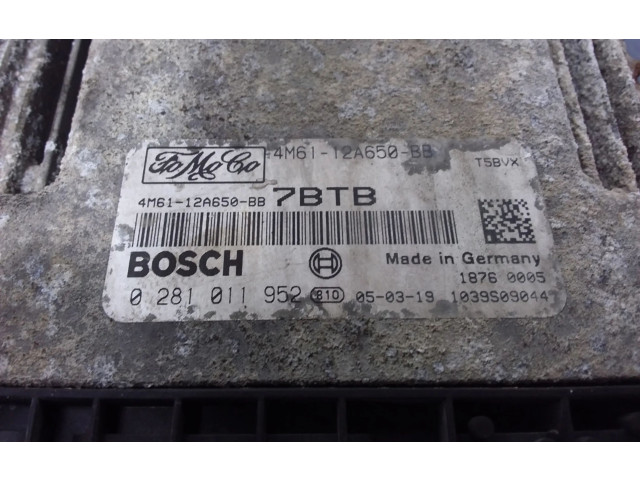 FoMoCo 4M61-12A650-BB T5BVX
4M61-12A650-BB 7BTB
BOSCH Made in Germany
1876 0005
0 281 011 952 810 05-03-19 1039S09044